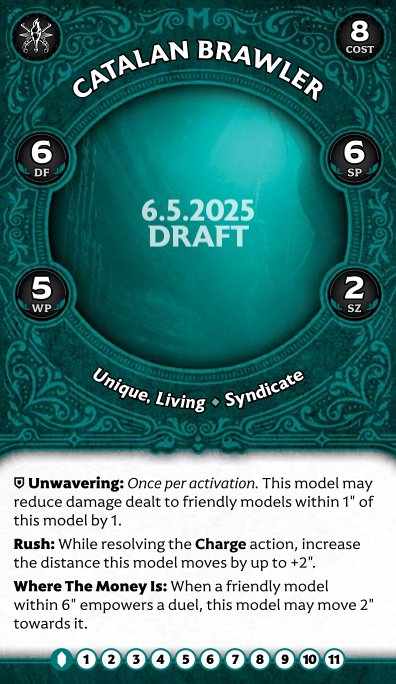 8
COST
CATALAN BRAWLER
6
DF
6
SP
6.5.2025
DRAFT
5
WP
2
SZ
Unique, Living ◆ Syndicate
Unwavering: Once per activation. This model may
reduce damage dealt to friendly models within 1" of
this model by 1.
Rush: While resolving the Charge action, increase
the distance this model moves by up to +2".
Where The Money Is: When a friendly model
within 6" empowers a duel, this model may move 2"
towards it.
1 2 3 4 5 6 7 8 9 10 11